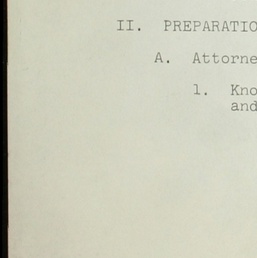 II. PREPARATIO
A. Attorne
1. Kno
and